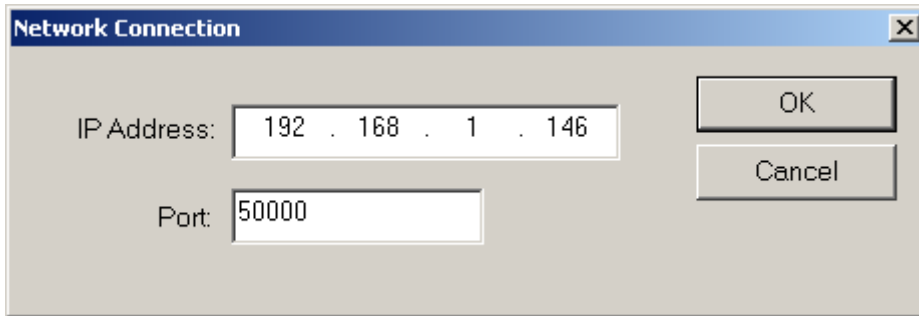 Network Connection
IP Address: 192 . 168 . 1 . 146
OK
Cancel
Port: 50000